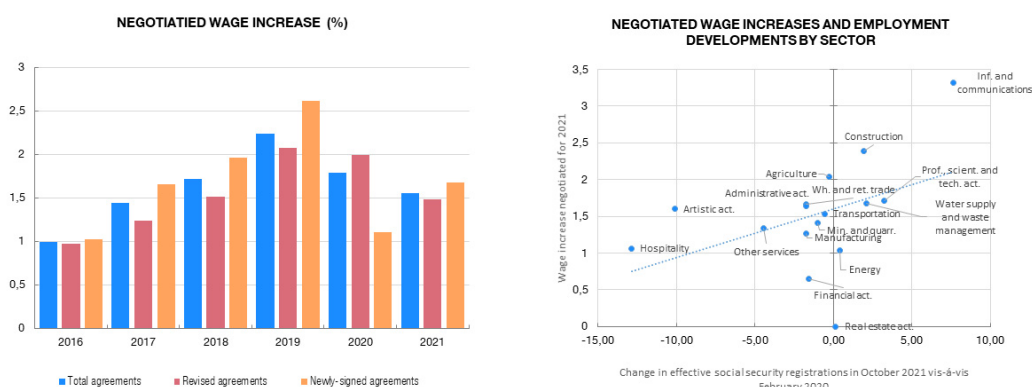 NEGOTIATIED WAGE INCREASE (%)
3
2,5
2
1,5
1
0,5
0
2016 2017 2018 2019 2020 2021
Total agreements Revised agreements Newly-signed agreements
NEGOTIATED WAGE INCREASES AND EMPLOYMENT
DEVELOPMENTS BY SECTOR
Wage increase negotiated for 2021
3,5
3
2,5
2
1,5
1
0,5
0
Inf. and
communications
Construction
Agriculture
Prof., scient. and
tech. act.
Administrative act.
Wh. and ret. trade
Artistic act.
Transportation
Water supply
and waste
management
Min. and quarr.
Manufacturing
Hospitality
Other services
Energy
Financial act.
Real estate act.
-15,00 -10,00 -5,00 0,00 5,00 10,00
Change in effective social security registrations in October 2021 vis-á-vis
February 2020